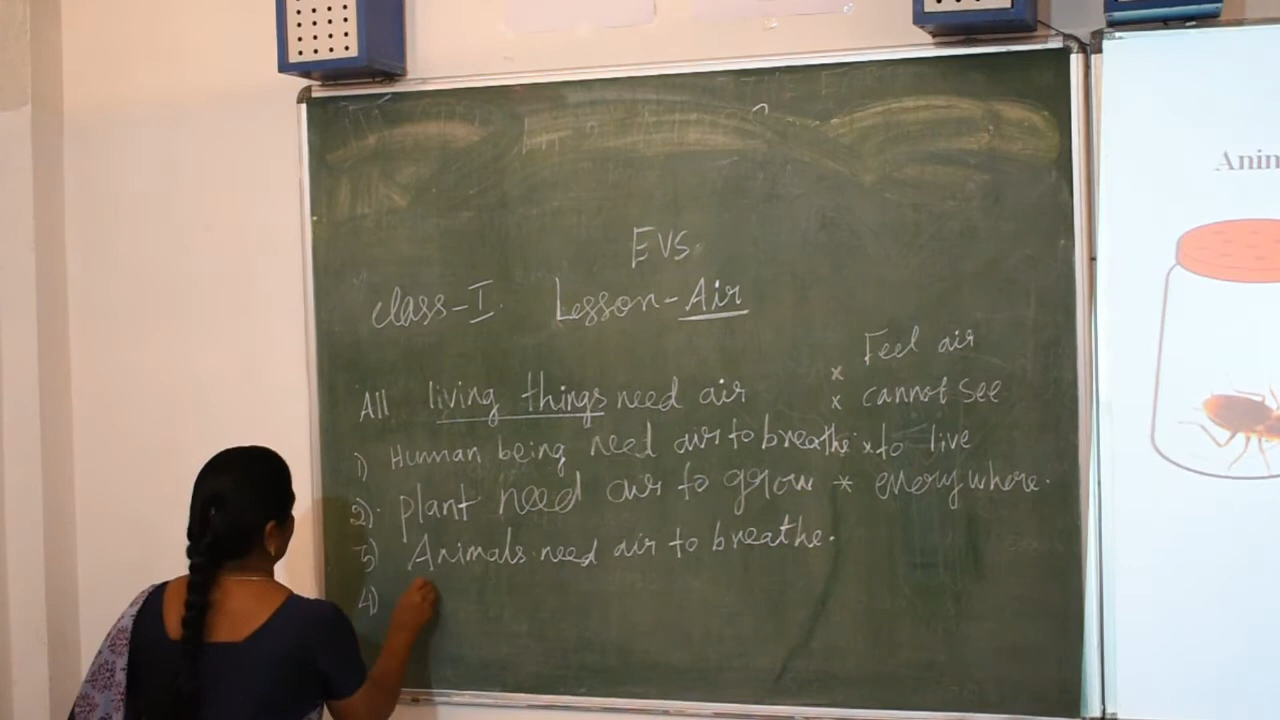 EVS
class-I. Lesson-Air
All living things need air
1) Human being need air to breathe
2). plant need air to grow
3) Animals need air to breathe.
4)
Feel air
x
x cannot see
x to live
* everywhere.
Anim